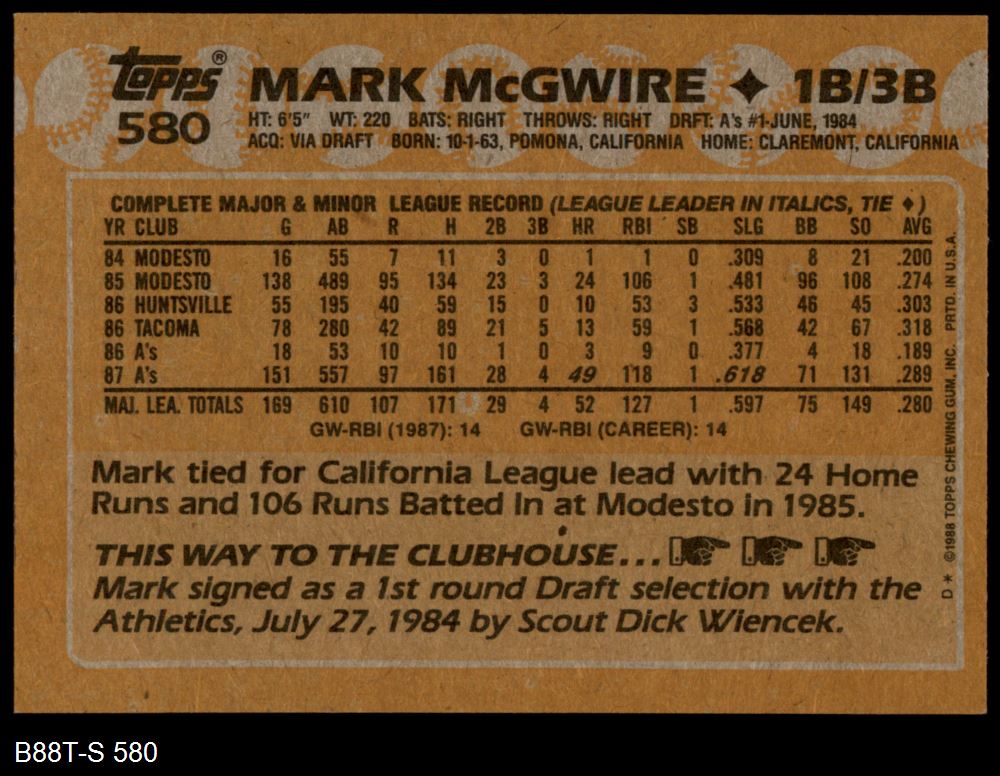 topps® MARK McGWIRE ✦ 1B/3B
580 HT: 6'5" WT: 220 BATS: RIGHT THROWS: RIGHT DRFT: A's #1-JUNE, 1984
ACQ: VIA DRAFT BORN: 10-1-63, POMONA, CALIFORNIA HOME: CLAREMONT, CALIFORNIA
COMPLETE MAJOR & MINOR LEAGUE RECORD (LEAGUE LEADER IN ITALICS, TIE ♦)
YR CLUB G AB R H 2B 3B HR RBI SB SLG BB SO AVG
84 MODESTO 16 55 7 11 3 0 1 1 0 .309 8 21 .200
85 MODESTO 138 489 95 134 23 3 24 106 1 .481 96 108 .274
86 HUNTSVILLE 55 195 40 59 15 0 10 53 3 .533 46 45 .303
86 TACOMA 78 280 42 89 21 5 13 59 1 .568 42 67 .318
86 A's 18 53 10 10 1 0 3 9 0 .377 4 18 .189
87 A's 151 557 97 161 28 4 49 118 1 .618 71 131 .289
MAJ. LEA. TOTALS 169 610 107 171 29 4 52 127 1 .597 75 149 .280
GW-RBI (1987): 14 GW-RBI (CAREER): 14
Mark tied for California League lead with 24 Home
Runs and 106 Runs Batted In at Modesto in 1985.
THIS WAY TO THE CLUBHOUSE...
Mark signed as a 1st round Draft selection with the
Athletics, July 27, 1984 by Scout Dick Wiencek.
D* ©1988 TOPPS CHEWING GUM, INC. PRTD. IN U.S.A.
B88T-S 580